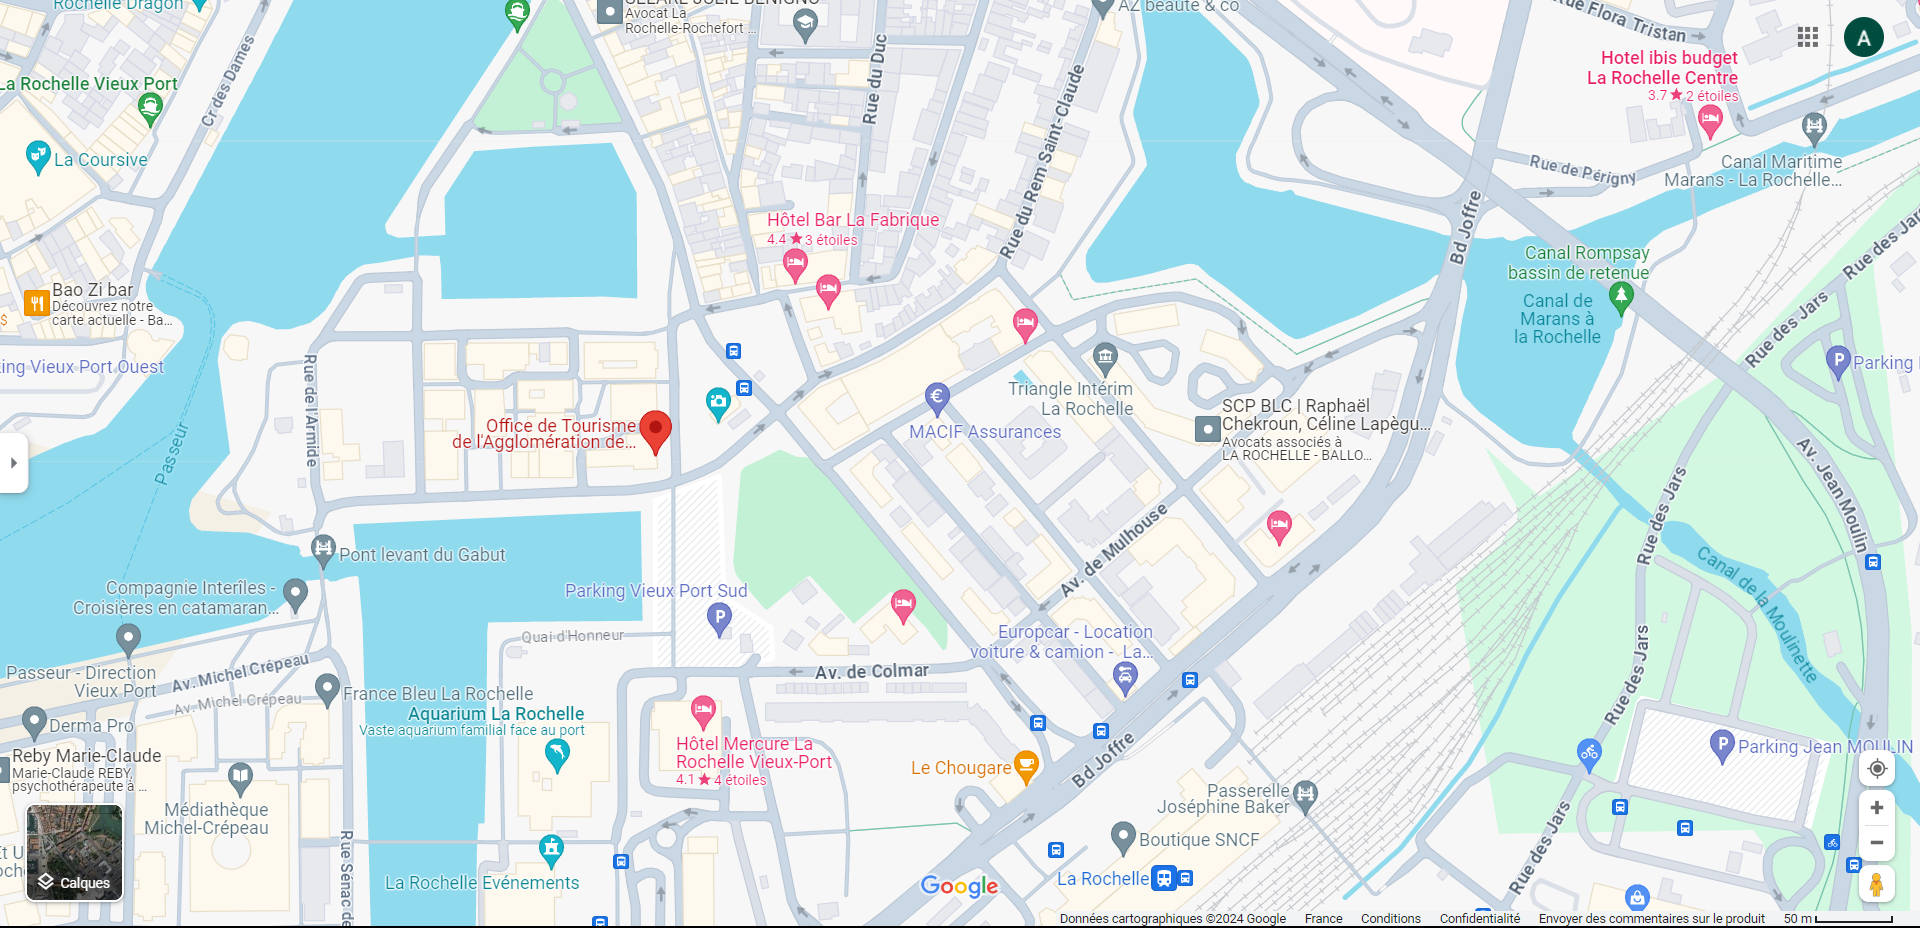 Rochelle Dragon
Avocat La
Rochelle-Rochefort ...
AZ beauté & co
Rue Flora Tristan
A
Hotel ibis budget
La Rochelle Centre
3.7 ★ 2 étoiles
La Rochelle Vieux Port
Cr des Dames
Rue du Duc
Rue du Rem Saint-Claude
La Coursive
Rue de Périgny
Canal Maritime
Marans - La Rochelle...
Hôtel Bar La Fabrique
4.4 ★ 3 étoiles
Bd Joffre
Canal Rompsay
bassin de retenue
Canal de
Marans à
la Rochelle
Rue des Jars
Rue des Jars
Bao Zi bar
Découvrez notre
carte actuelle - Ba...
$
ing Vieux Port Ouest
Rue de l'Armide
Passeur
Office de Tourisme
de l'Agglomération de...
€
MACIF Assurances
Triangle Intérim
La Rochelle
SCP BLC | Raphaël
Chekroun, Céline Lapègu...
Avocats associés à
LA ROCHELLE - BALLO...
P
Parking
Av. Jean Moulin
Rue des Jars
Pont levant du Gabut
Av. de Mulhouse
Canal de la Moulinette
Compagnie Interîles -
Croisières en catamaran...
Parking Vieux Port Sud
P
Quai d'Honneur
Europcar - Location
voiture & camion - La...
Rue des Jars
Passeur - Direction
Vieux Port
Av. Michel Crépeau
Av. Michel Crépeau
Av. de Colmar
France Bleu La Rochelle
Derma Pro
Aquarium La Rochelle
Vaste aquarium familial face au port
Reby Marie-Claude
Marie-Claude REBY,
psychothérapeute à ...
Hôtel Mercure La
Rochelle Vieux-Port
4.1 ★ 4 étoiles
Le Chougare
Bd Joffre
P
Parking Jean MOULIN
Passerelle
Joséphine Baker
Médiathèque
Michel-Crépeau
Boutique SNCF
Rue Sénac de
La Rochelle Evénements
La Rochelle
Rue des Jars
Calques
Google
Données cartographiques ©2024 Google
France
Conditions
Confidentialité
Envoyer des commentaires sur le produit
50 m